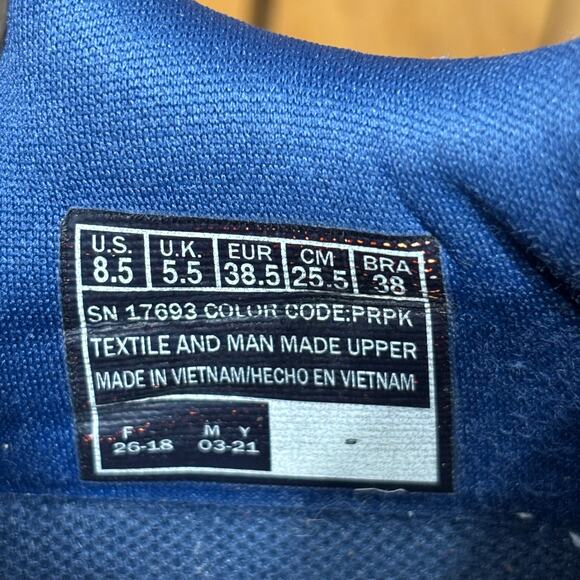 U.S. U.K. EUR CM BRA
8.5 5.5 38.5 25.5 38
SN 17693 COLOR CODE:PRPK
TEXTILE AND MAN MADE UPPER
MADE IN VIETNAM/HECHO EN VIETNAM
F M Y
26-18 03-21